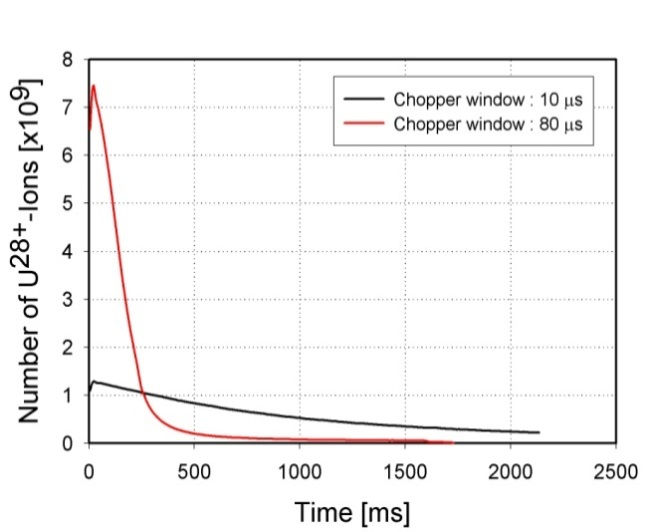 8
7
6
5
4
3
2
1
0
Number of U28+-Ions [x109]
Chopper window : 10 µs
Chopper window : 80 µs
0 500 1000 1500 2000 2500
Time [ms]